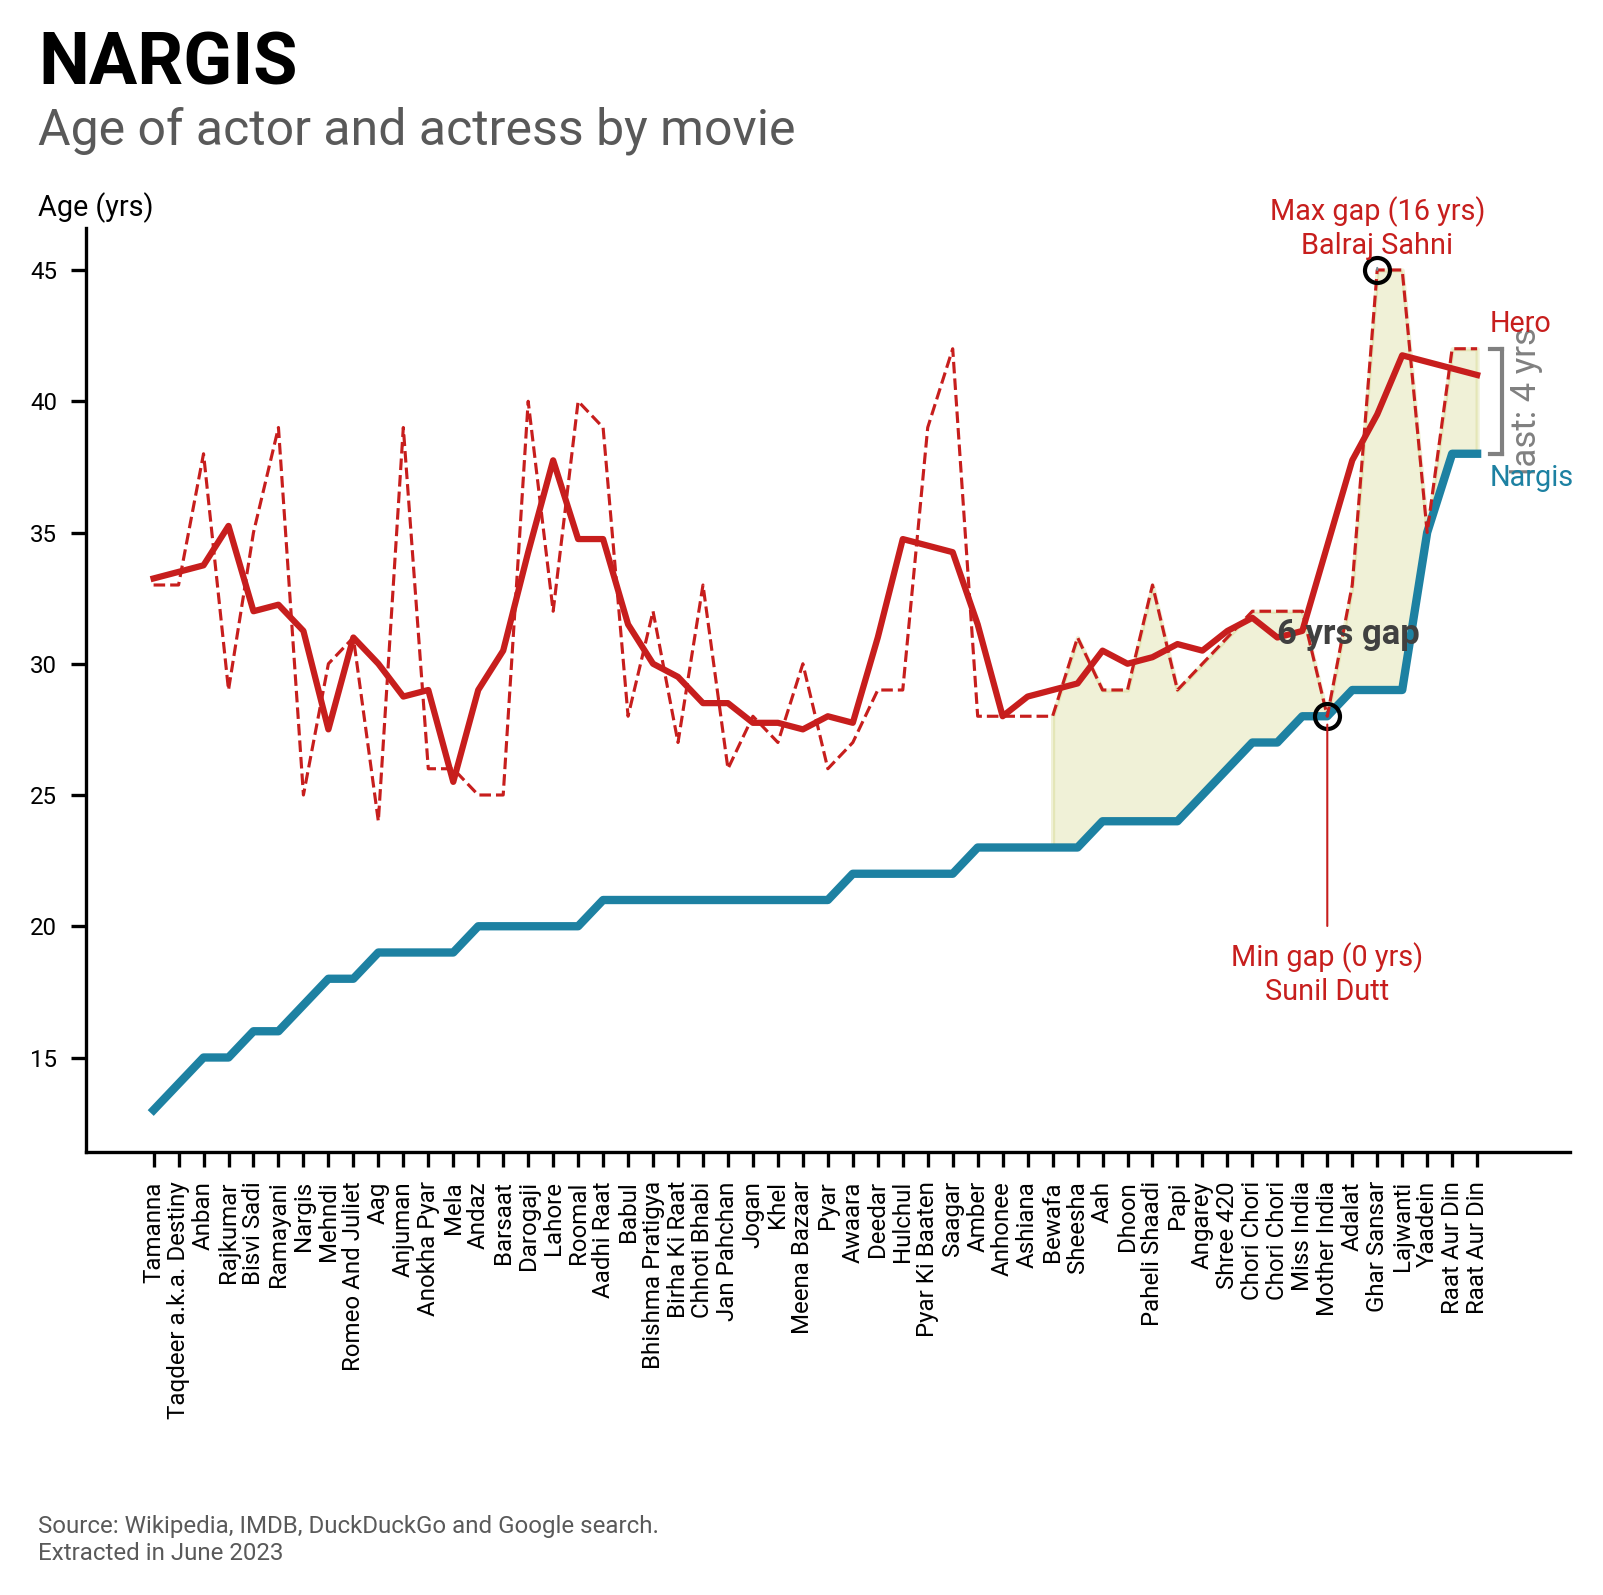 NARGIS
Age of actor and actress by movie
Age (yrs)
Max gap (16 yrs)
Balraj Sahni
45
Hero
last: 4 yrs
40
Nargis
35
6 yrs gap
30
25
20
Min gap (0 yrs)
Sunil Dutt
15
Tamanna
Taqdeer a.k.a. Destiny
Anban
Rajkumar
Bisvi Sadi
Ramayani
Nargis
Mehndi
Romeo And Juliet
Aag
Anjuman
Anokha Pyar
Mela
Andaz
Barsaat
Darogaji
Lahore
Roomal
Aadhi Raat
Babul
Bhishma Pratigya
Birha Ki Raat
Chhoti Bhabi
Jan Pahchan
Jogan
Khel
Meena Bazaar
Pyar
Awaara
Deedar
Hulchul
Pyar Ki Baaten
Saagar
Amber
Anhonee
Ashiana
Bewafa
Sheesha
Aah
Dhoon
Paheli Shaadi
Papi
Angarey
Shree 420
Chori Chori
Chori Chori
Miss India
Mother India
Adalat
Ghar Sansar
Lajwanti
Yaadein
Raat Aur Din
Raat Aur Din
Source: Wikipedia, IMDB, DuckDuckGo and Google search.
Extracted in June 2023